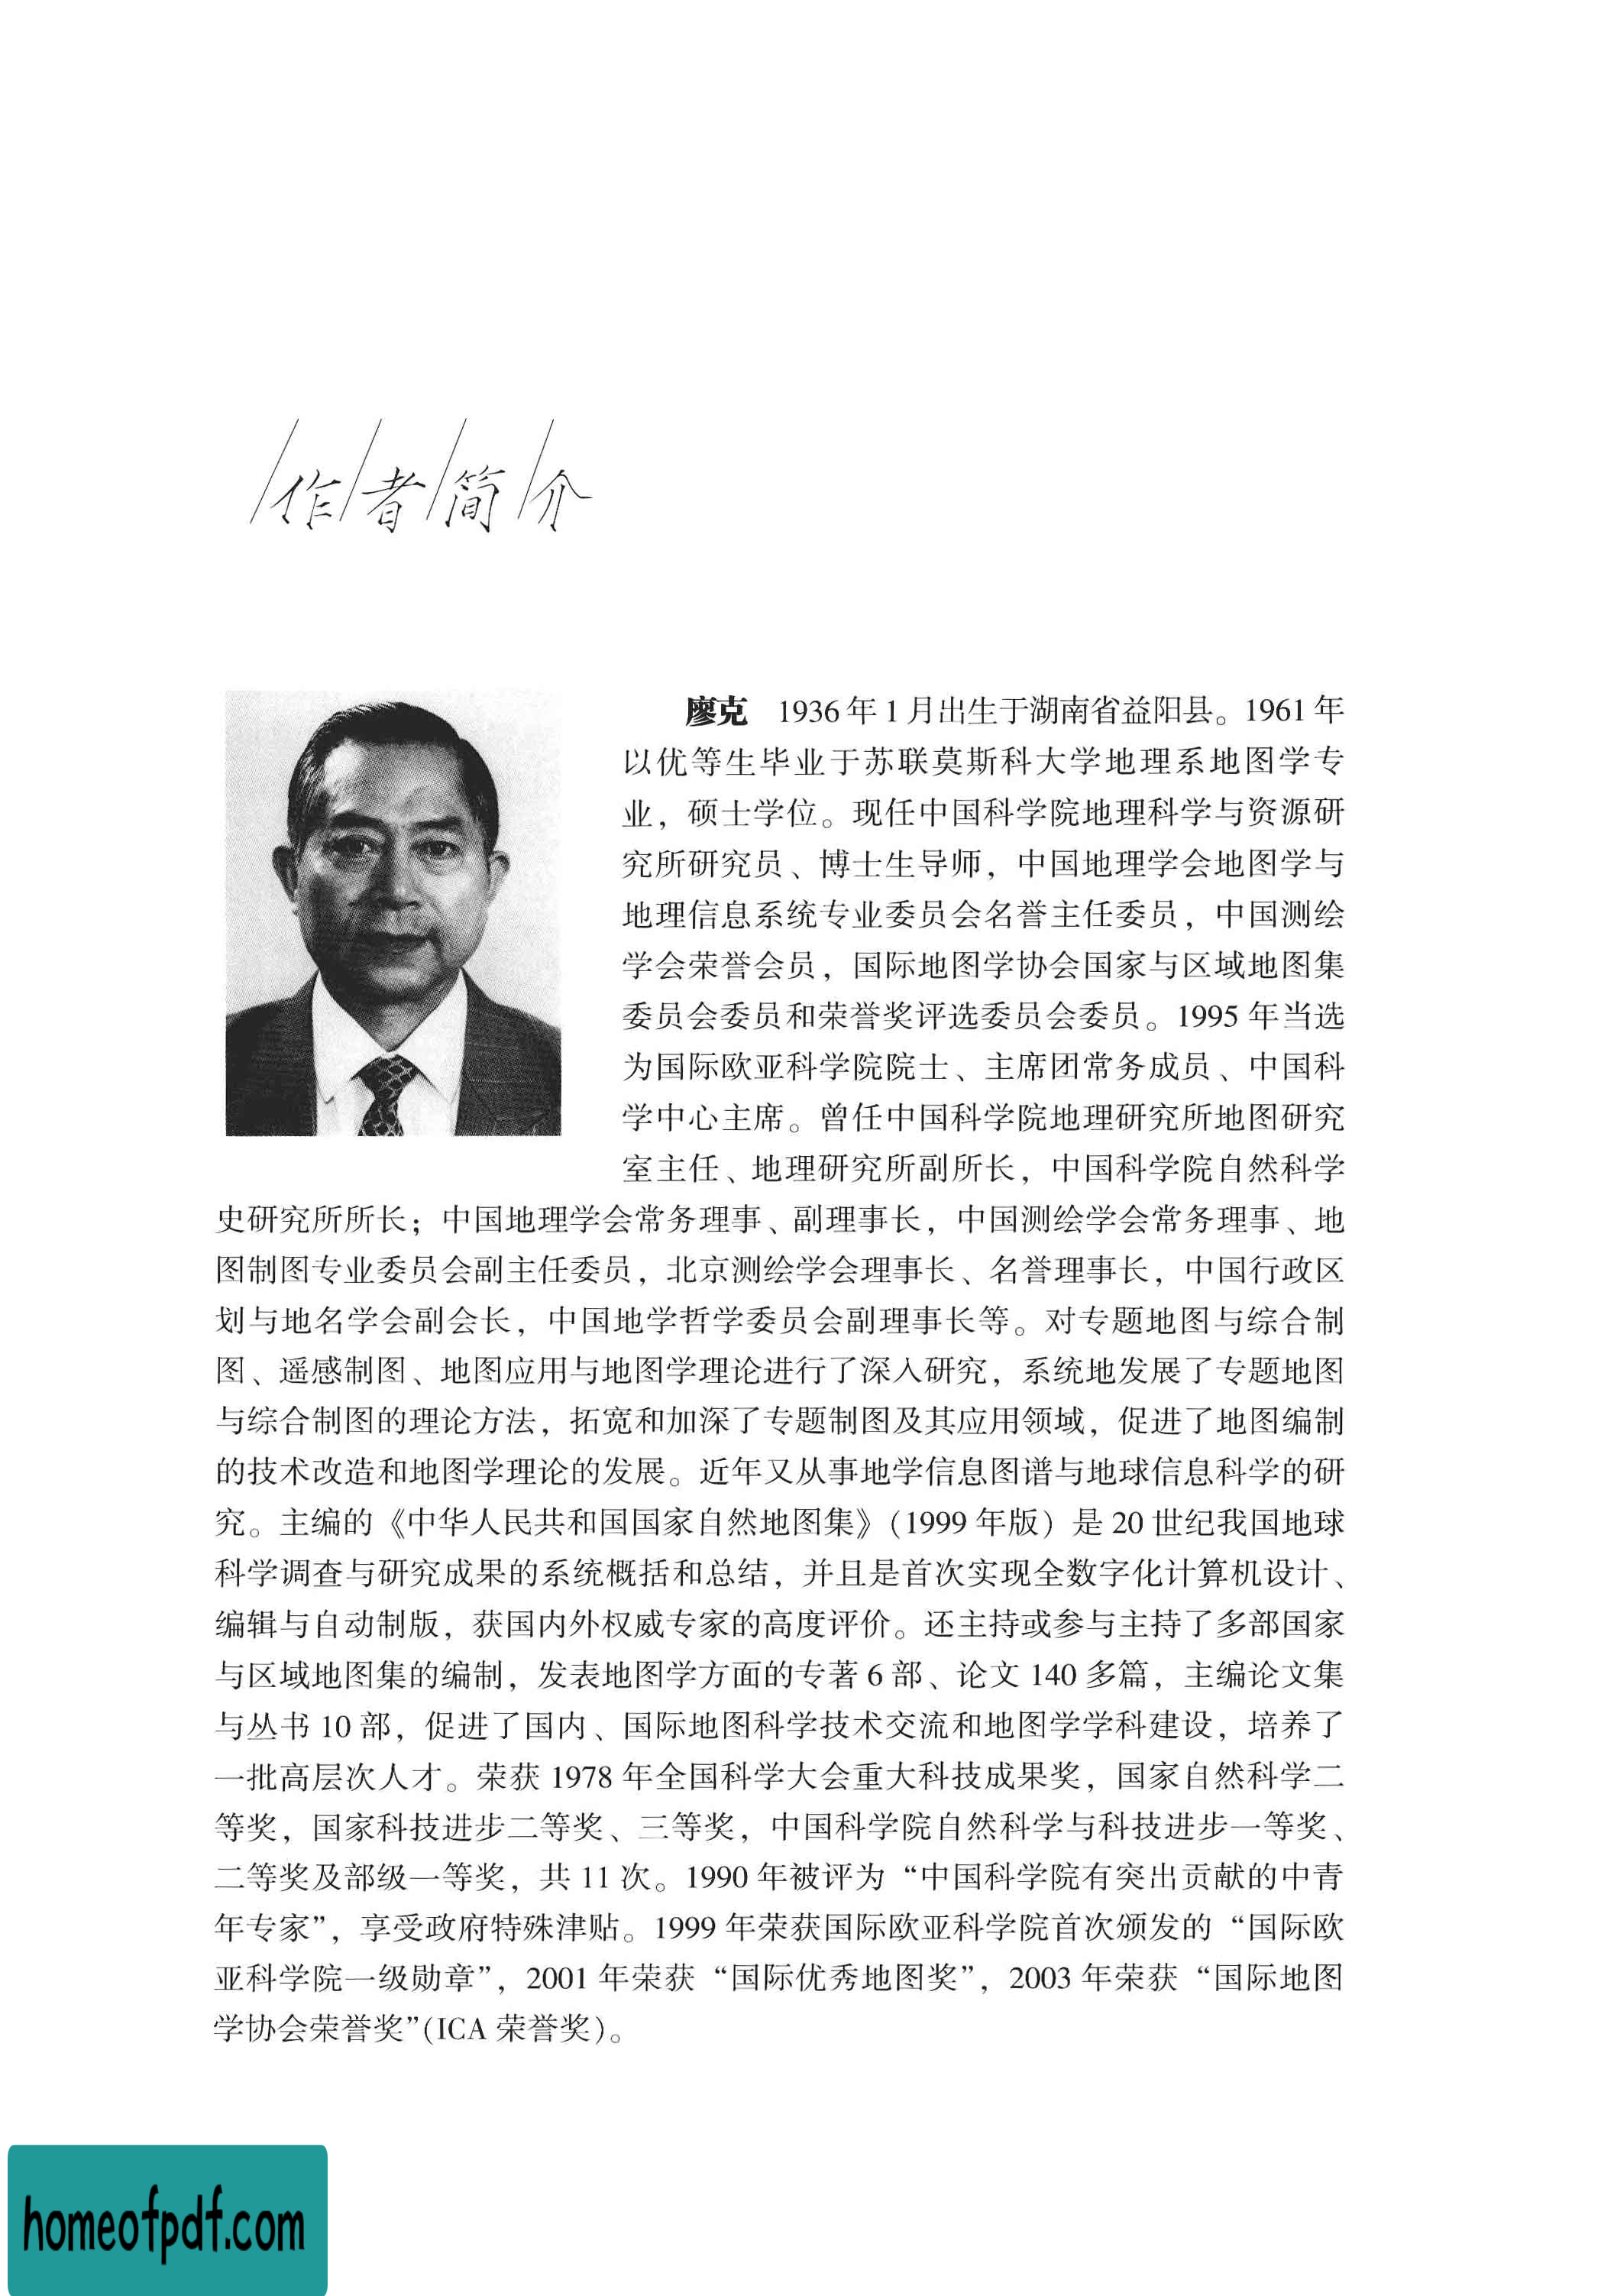 作者简介
廖克 1936年1月出生于湖南省益阳县。1961年
以优等生毕业于苏联莫斯科大学地理系地图学专
业，硕士学位。现任中国科学院地理科学与资源研
究所研究员、博士生导师，中国地理学会地图学与
地理信息系统专业委员会名誉主任委员，中国测绘
学会荣誉会员，国际地图学协会国家与区域地图集
委员会委员和荣誉奖评选委员会委员。1995年当选
为国际欧亚科学院院士、主席团常务成员、中国科
学中心主席。曾任中国科学院地理研究所地图研究
室主任、地理研究所副所长，中国科学院自然科学
史研究所所长；中国地理学会常务理事、副理事长，中国测绘学会常务理事、地
图制图专业委员会副主任委员，北京测绘学会理事长、名誉理事长，中国行政区
划与地名学会副会长，中国地学哲学委员会副理事长等。对专题地图与综合制
图、遥感制图、地图应用与地图学理论进行了深入研究，系统地发展了专题地图
与综合制图的理论方法，拓宽和加深了专题制图及其应用领域，促进了地图编制
的技术改造和地图学理论的发展。近年又从事地学信息图谱与地球信息科学的研
究。主编的《中华人民共和国国家自然地图集》(1999年版）是20世纪我国地球
科学调查与研究成果的系统概括和总结，并且是首次实现全数字化计算机设计、
编辑与自动制版，获国内外权威专家的高度评价。还主持或参与主持了多部国家
与区域地图集的编制，发表地图学方面的专著6部、论文140多篇，主编论文集
与丛书10部，促进了国内、国际地图科学技术交流和地图学学科建设，培养了
一批高层次人才。荣获1978年全国科学大会重大科技成果奖，国家自然科学二
等奖，国家科技进步二等奖、三等奖，中国科学院自然科学与科技进步一等奖、
二等奖及部级一等奖，共11次。1990年被评为“中国科学院有突出贡献的中青
年专家”，享受政府特殊津贴。1999年荣获国际欧亚科学院首次颁发的“国际欧
亚科学院一级勋章”，2001年荣获“国际优秀地图奖”，2003年荣获“国际地图
学协会荣誉奖”(ICA荣誉奖)。
homeofpdf.com